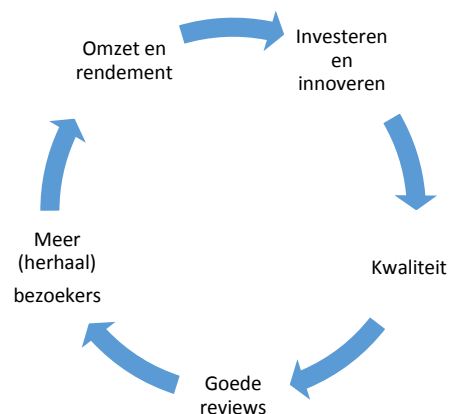 Omzet en
rendement
Investeren
en
innoveren
Kwaliteit
Goede
reviews
Meer
(herhaal)
bezoekers